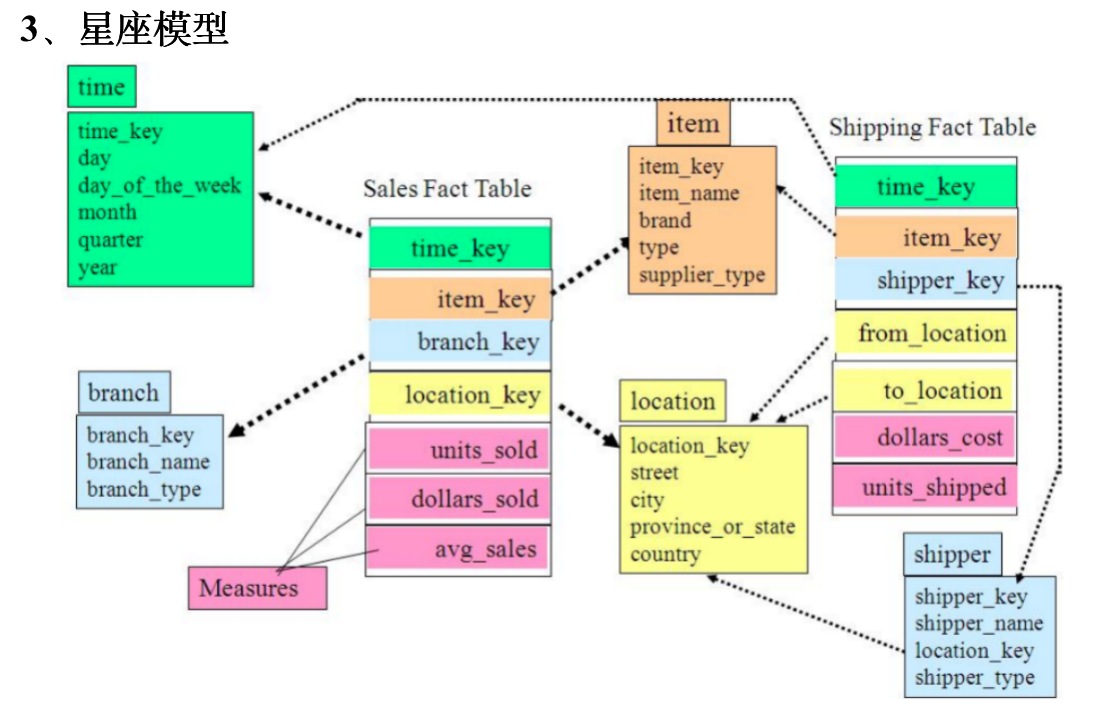 3、星座模型
time
time_key
day
day_of_the_week
month
quarter
year
Sales Fact Table
time_key
item_key
branch_key
location_key
units_sold
dollars_sold
avg_sales
Measures
branch
branch_key
branch_name
branch_type
item
item_key
item_name
brand
type
supplier_type
location
location_key
street
city
province_or_state
country
Shipping Fact Table
time_key
item_key
shipper_key
from_location
to_location
dollars_cost
units_shipped
shipper
shipper_key
shipper_name
location_key
shipper_type